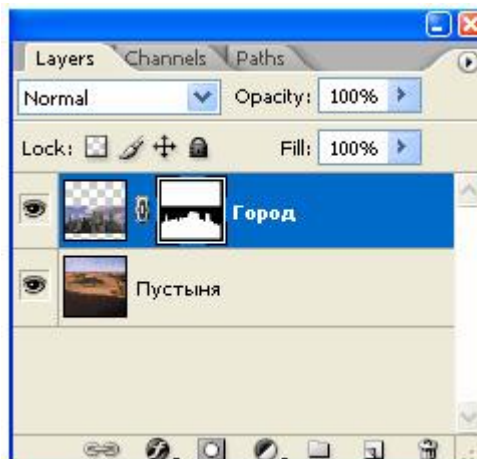 Layers Channels Paths
Normal Opacity: 100%
Lock: Fill: 100%
Город
Пустыня